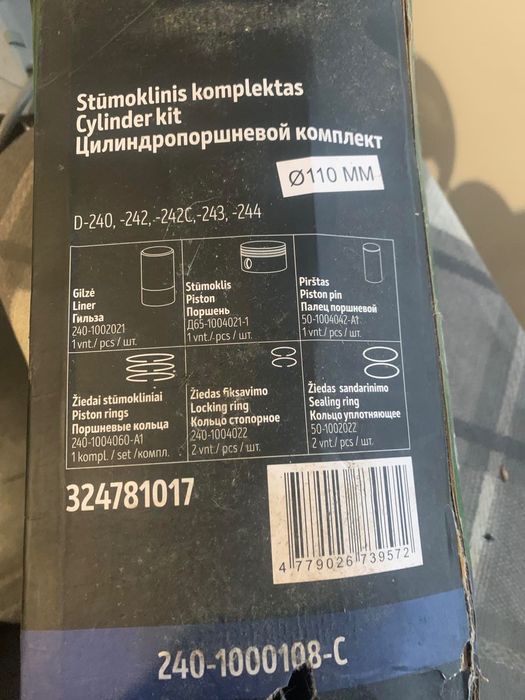 Stūmoklinis komplektas
Cylinder kit
Цилиндропоршневой комплект
Ø110 MM
D-240, -242, -242C,-243, -244
Gilzė
Liner
Гильза
240-1002021
1 vnt./ pcs / шт.
Stūmoklis
Piston
Поршень
Д65-1004021-1
1 vnt./ pcs / шт.
Pirštas
Piston pin
Палец поршневой
50-1004042-A1
1 vnt./ pcs / шт.
Žiedai stūmokliniai
Piston rings
Поршневые кольца
240-1004060-A1
1 kompl. / set /компл.
Žiedas fiksavimo
Locking ring
Кольцо стопорное
240-1004022
2 vnt./ pcs / шт.
Žiedas sandarinimo
Sealing ring
Кольцо уплотняющее
50-1002022
2 vnt./ pcs / шт.
324781017
4 779026 739572
240-1000108-C